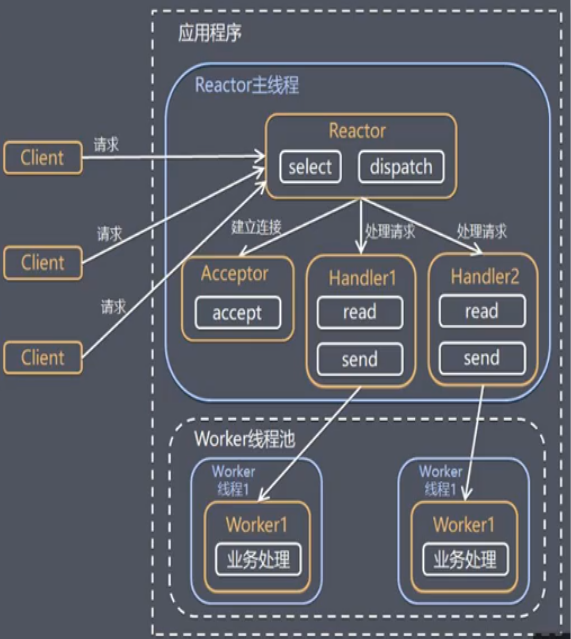 应用程序
Reactor主线程
Reactor
select
dispatch
Client
请求
Client
请求
Client
请求
建立连接
处理请求
处理请求
Acceptor
accept
Handler1
read
send
Handler2
read
send
Worker线程池
Worker
线程1
Worker1
业务处理
Worker
线程1
Worker1
业务处理